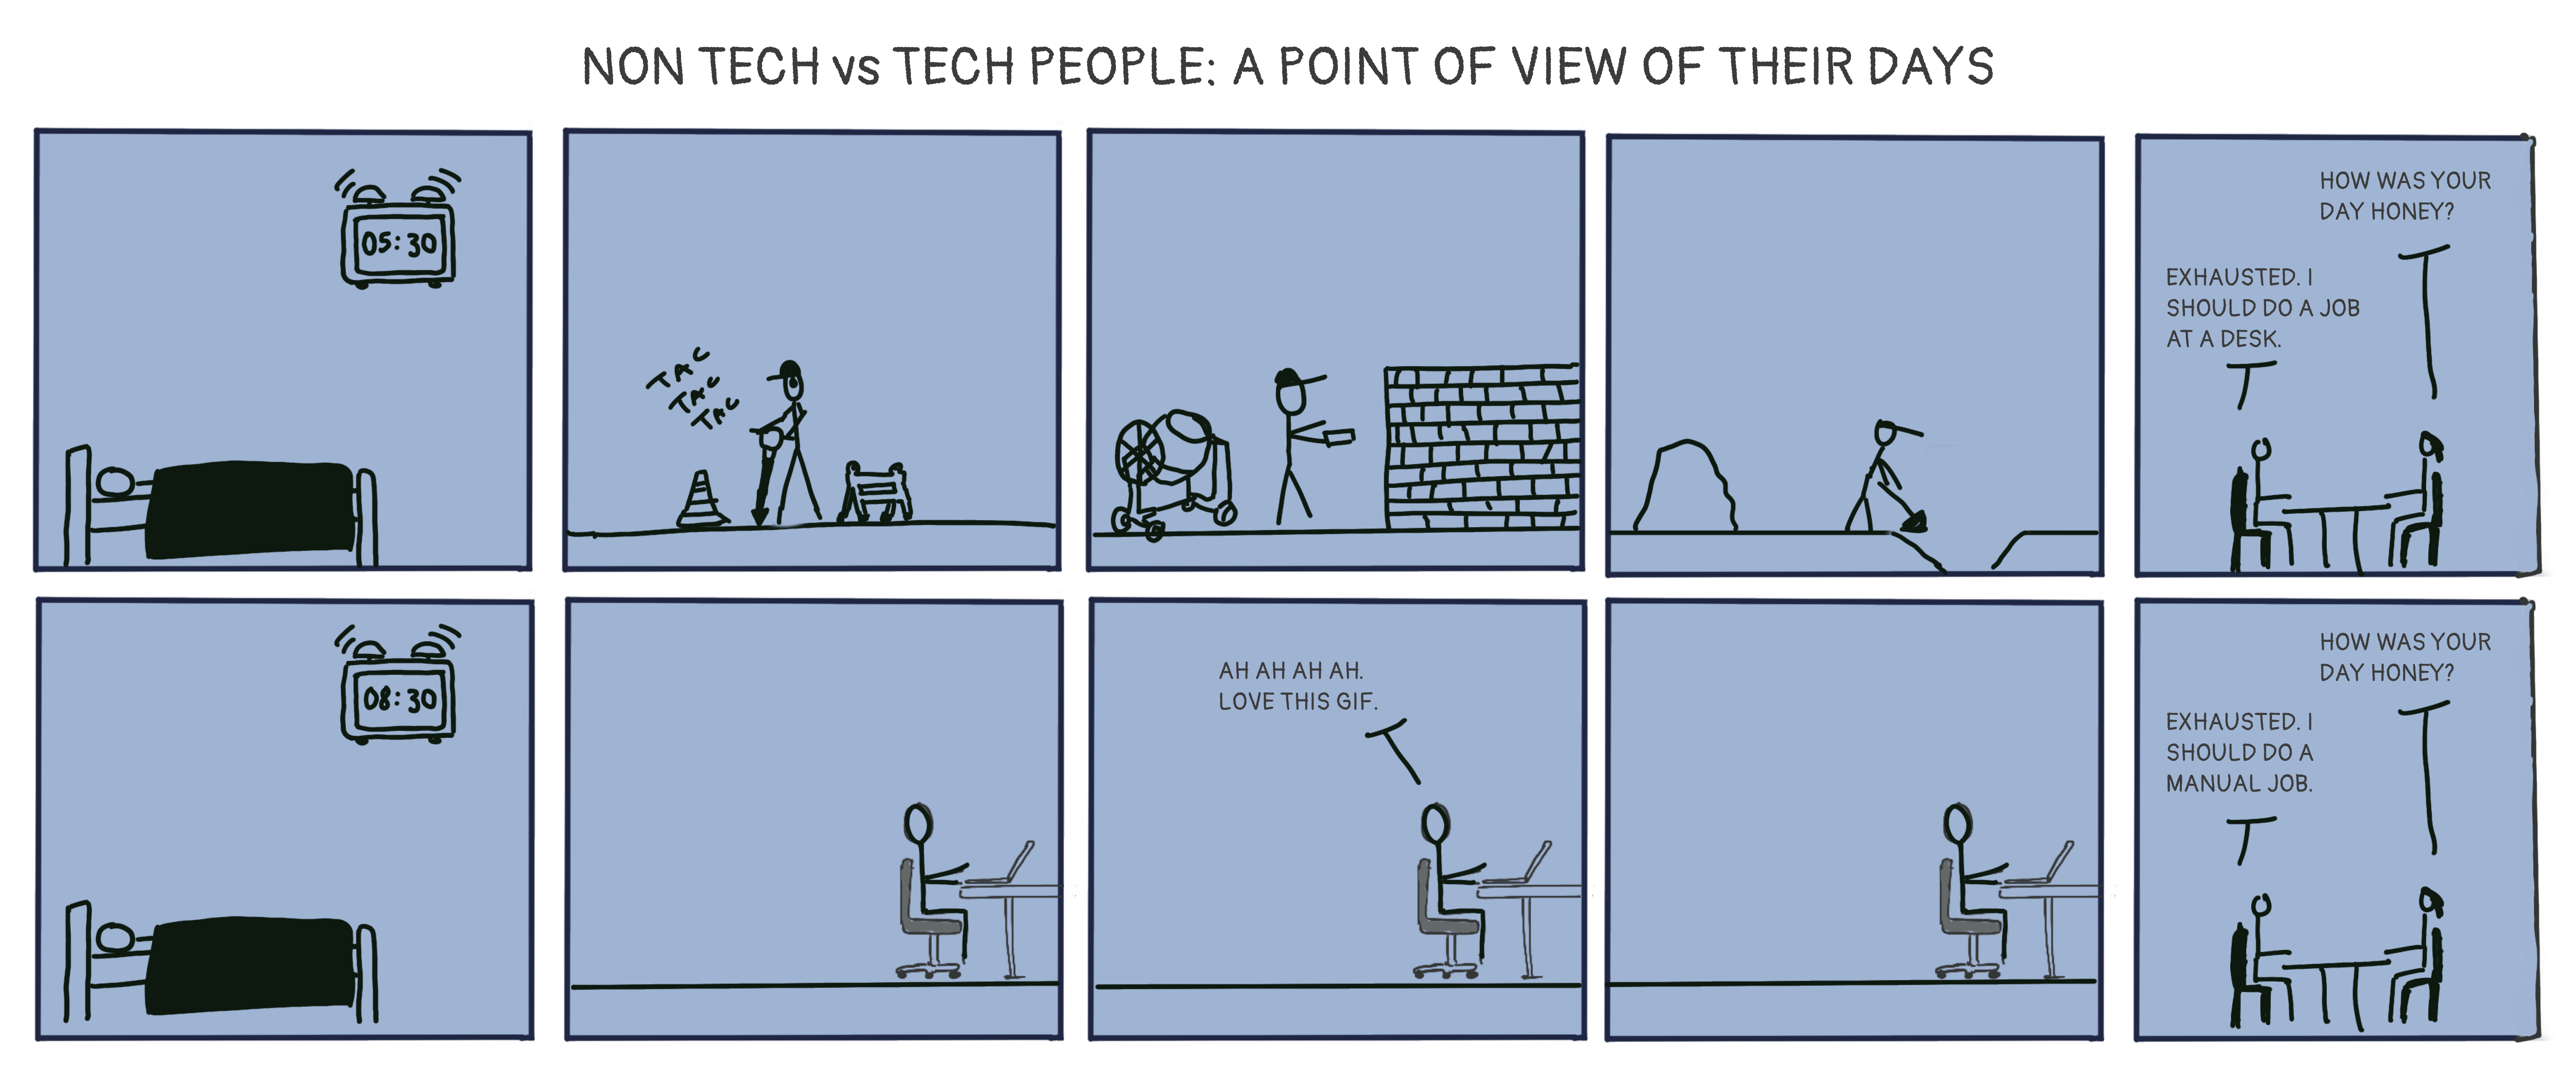 NON TECH vs TECH PEOPLE: A POINT OF VIEW OF THEIR DAYS
05:30
TAC
TAC
TAC
HOW WAS YOUR
DAY HONEY?
EXHAUSTED. I
SHOULD DO A JOB
AT A DESK.
08:30
AH AH AH AH.
LOVE THIS GIF.
HOW WAS YOUR
DAY HONEY?
EXHAUSTED. I
SHOULD DO A
MANUAL JOB.